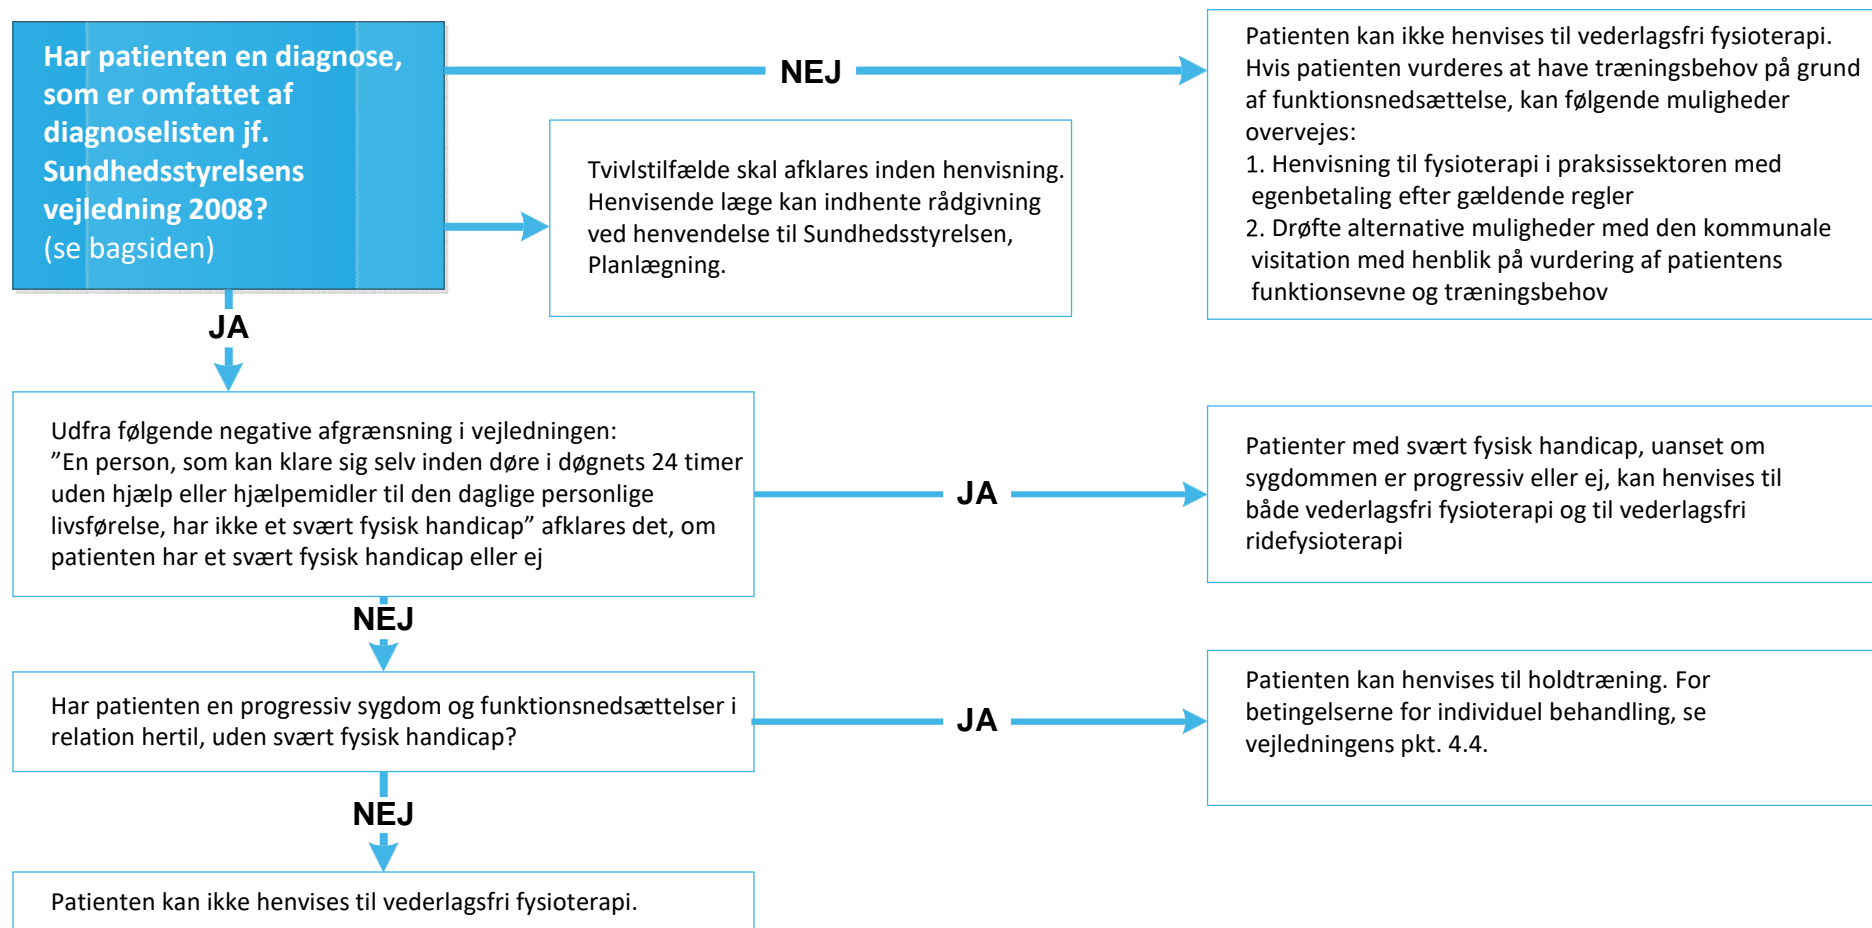 Har patienten en diagnose,
som er omfattet af
diagnoselisten jf.
Sundhedsstyrelsens
vejledning 2008?
(se bagsiden)
NEJ
Patienten kan ikke henvises til vederlagsfri fysioterapi.
Hvis patienten vurderes at have træningsbehov på grund
af funktionsnedsættelse, kan følgende muligheder
overvejes:
1. Henvisning til fysioterapi i praksissektoren med
egenbetaling efter gældende regler
2. Drøfte alternative muligheder med den kommunale
visitation med henblik på vurdering af patientens
funktionsevne og træningsbehov
Tvivlstilfælde skal afklares inden henvisning.
Henvisende læge kan indhente rådgivning
ved henvendelse til Sundhedsstyrelsen,
Planlægning.
JA
Udfra følgende negative afgrænsning i vejledningen:
”En person, som kan klare sig selv inden døre i døgnets 24 timer
uden hjælp eller hjælpemidler til den daglige personlige
livsførelse, har ikke et svært fysisk handicap” afklares det, om
patienten har et svært fysisk handicap eller ej
JA
Patienter med svært fysisk handicap, uanset om
sygdommen er progressiv eller ej, kan henvises til
både vederlagsfri fysioterapi og til vederlagsfri
ridefysioterapi
NEJ
Har patienten en progressiv sygdom og funktionsnedsættelser i
relation hertil, uden svært fysisk handicap?
JA
Patienten kan henvises til holdtræning. For
betingelserne for individuel behandling, se
vejledningens pkt. 4.4.
NEJ
Patienten kan ikke henvises til vederlagsfri fysioterapi.